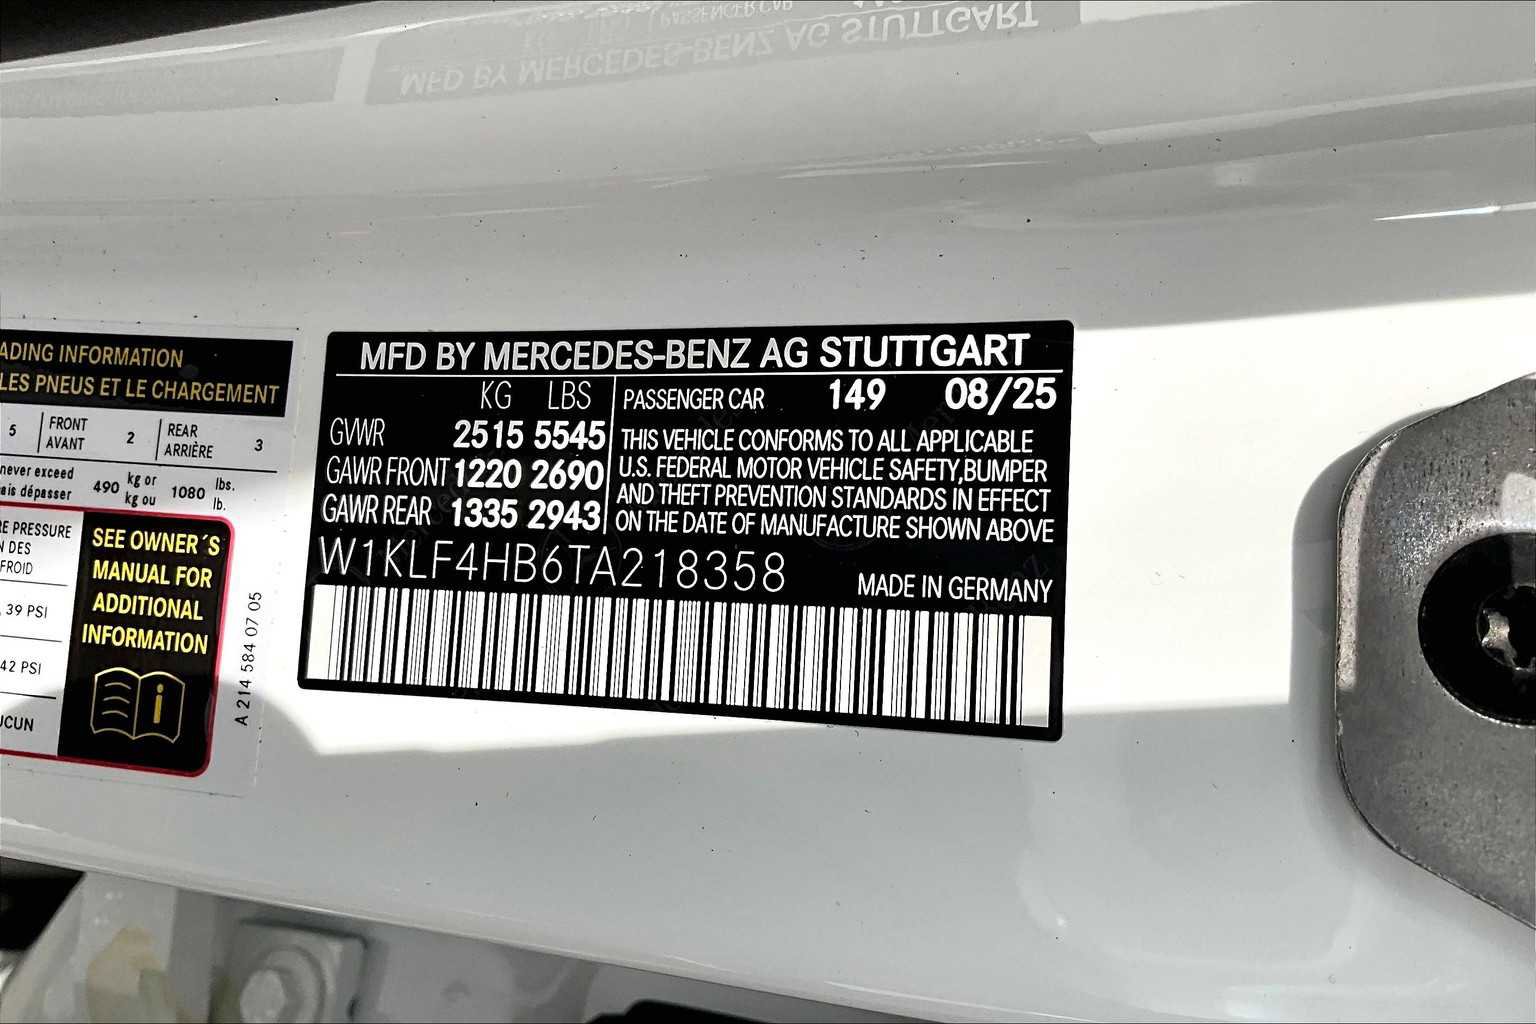 ADING INFORMATION
LES PNEUS ET LE CHARGEMENT
5 FRONT AVANT 2 REAR ARRIÈRE 3
never exceed
ais dépasser
490 kg or kg ou 1080 lbs. lb.
RE PRESSURE
N DES
FROID
, 39 PSI
42 PSI
UCUN
SEE OWNER´S
MANUAL FOR
ADDITIONAL
INFORMATION
A 214 584 07 05
MFD BY MERCEDES-BENZ AG STUTTGART
KG LBS
GVWR 2515 5545
GAWR FRONT 1220 2690
GAWR REAR 1335 2943
PASSENGER CAR 149 08/25
THIS VEHICLE CONFORMS TO ALL APPLICABLE
U.S. FEDERAL MOTOR VEHICLE SAFETY,BUMPER
AND THEFT PREVENTION STANDARDS IN EFFECT
ON THE DATE OF MANUFACTURE SHOWN ABOVE
W1KLF4HB6TA218358
MADE IN GERMANY
MFD BY MERCEDES-BENZ AG STUTTGART
PASSENGER CAR